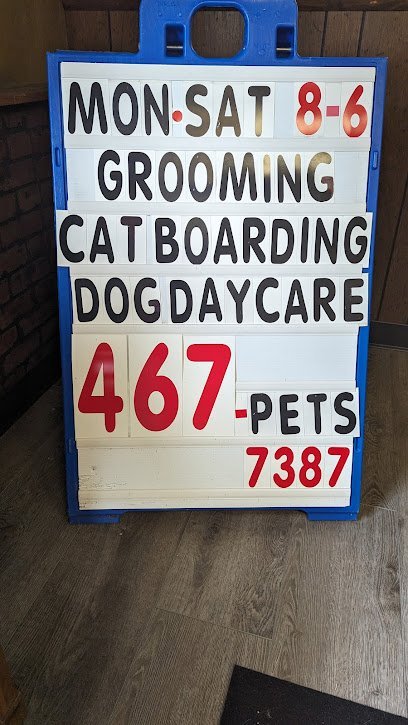 MON·SAT 8-6
GROOMING
CAT BOARDING
DOG DAYCARE
467-PETS
7387